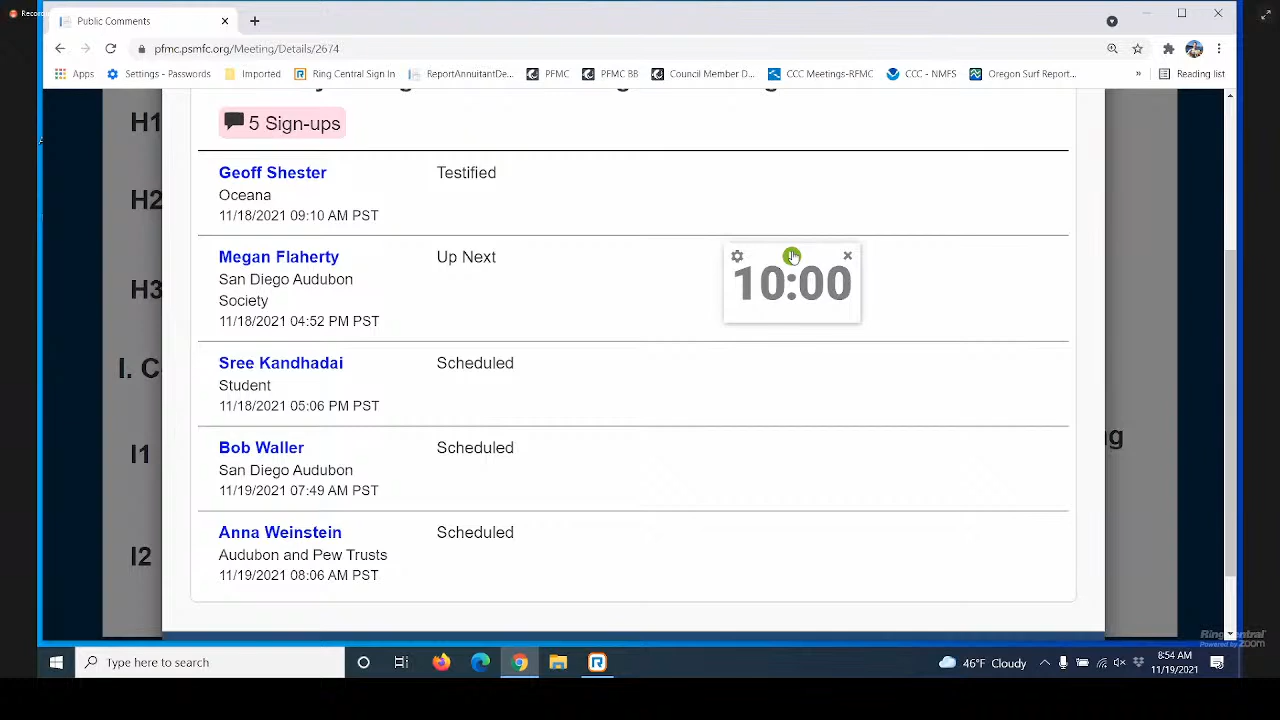 Public Comments
pfmc.psmfc.org/Meeting/Details/2674
Apps Settings - Passwords Imported Ring Central Sign In ReportAnnuitantDe... PFMC PFMC BB Council Member D... CCC Meetings-RFMC CCC - NMFS Oregon Surf Report... » Reading list
5 Sign-ups
Geoff Shester Testified
Oceana
11/18/2021 09:10 AM PST
Megan Flaherty Up Next
San Diego Audubon
Society
11/18/2021 04:52 PM PST
10:00
Sree Kandhadai Scheduled
Student
11/18/2021 05:06 PM PST
Bob Waller Scheduled
San Diego Audubon
11/19/2021 07:49 AM PST
Anna Weinstein Scheduled
Audubon and Pew Trusts
11/19/2021 08:06 AM PST
H1
H2
H3
I. C
I1
I2
RingCentral
Powered by zoom
Type here to search
46°F Cloudy
8:54 AM
11/19/2021